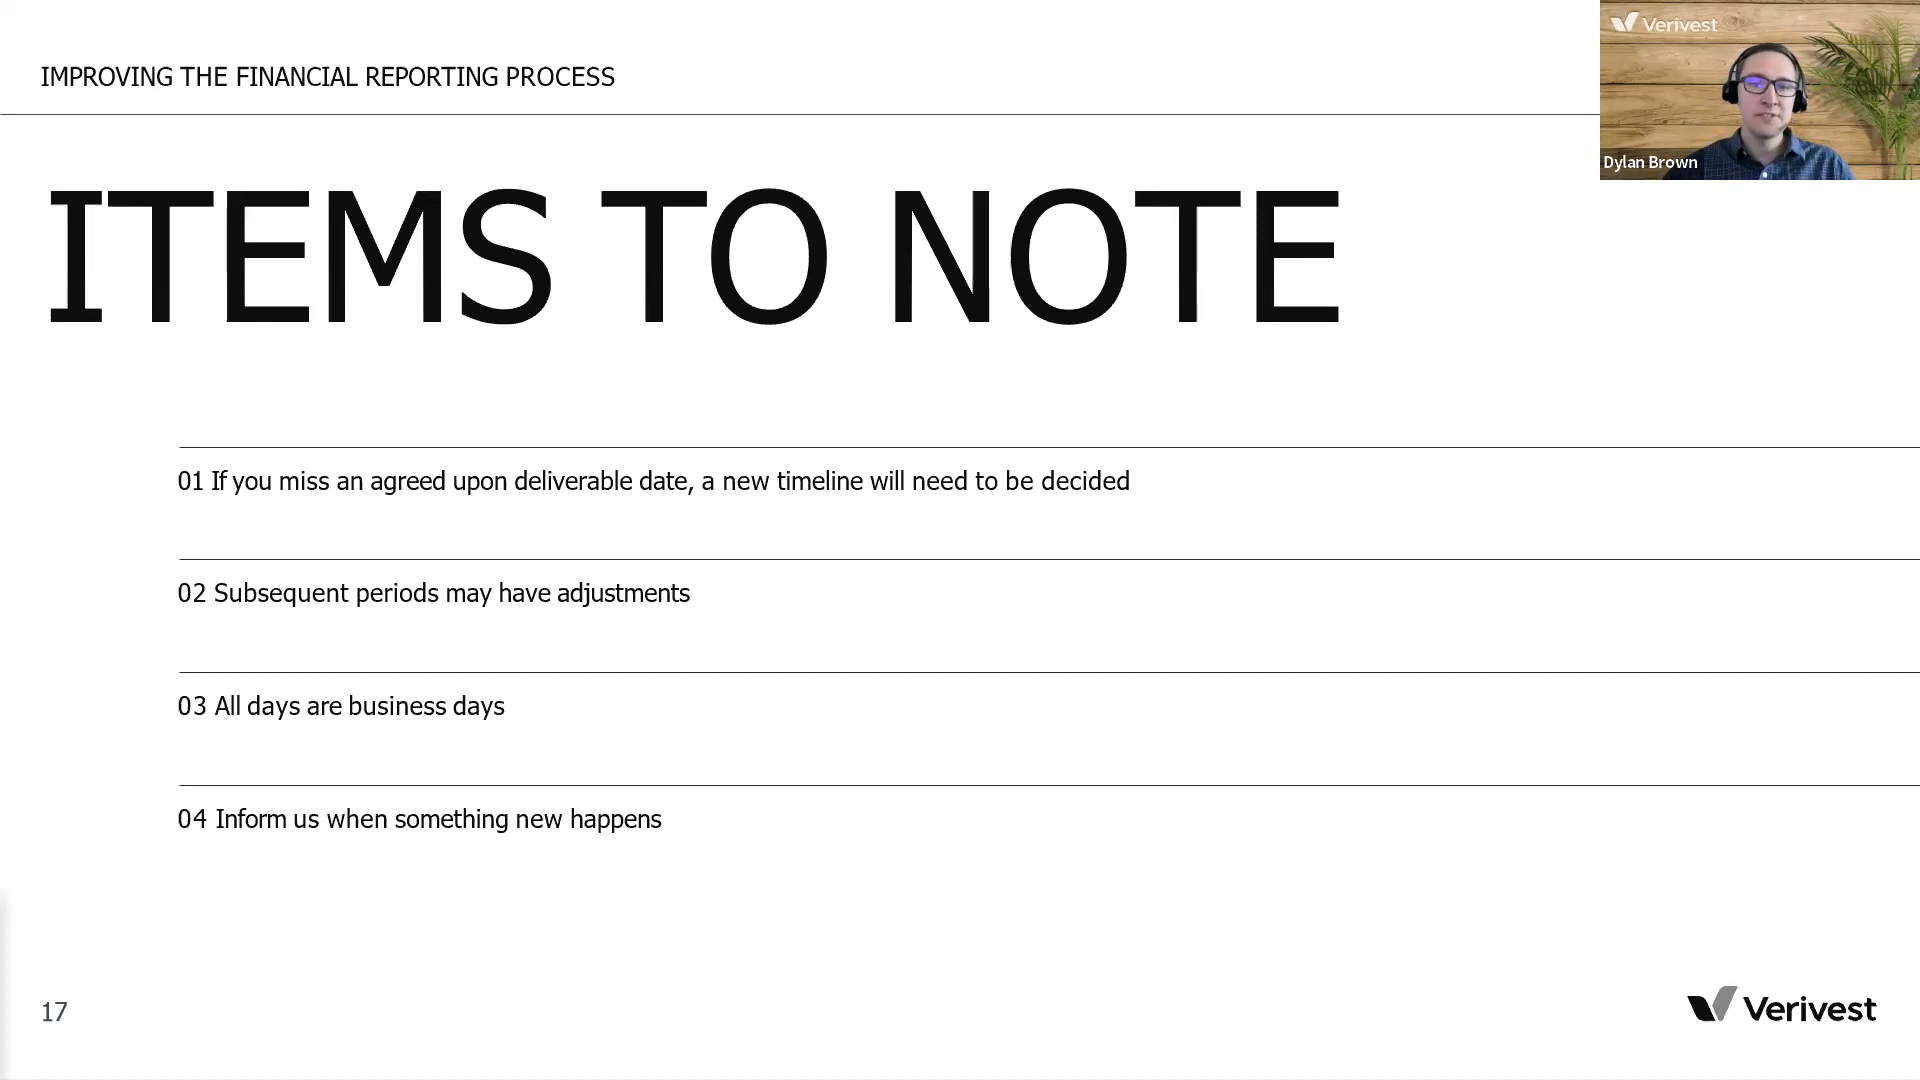 IMPROVING THE FINANCIAL REPORTING PROCESS
Verivest
Dylan Brown
ITEMS TO NOTE
01 If you miss an agreed upon deliverable date, a new timeline will need to be decided
02 Subsequent periods may have adjustments
03 All days are business days
04 Inform us when something new happens
17
Verivest